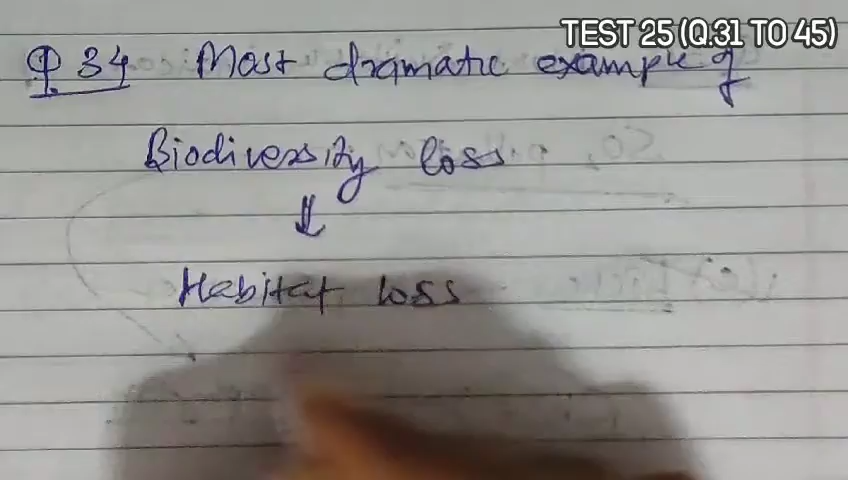 TEST 25 (Q.31 TO 45)
Q.34 Most dramatic example of
Biodiversity loss
↓
Habitat loss